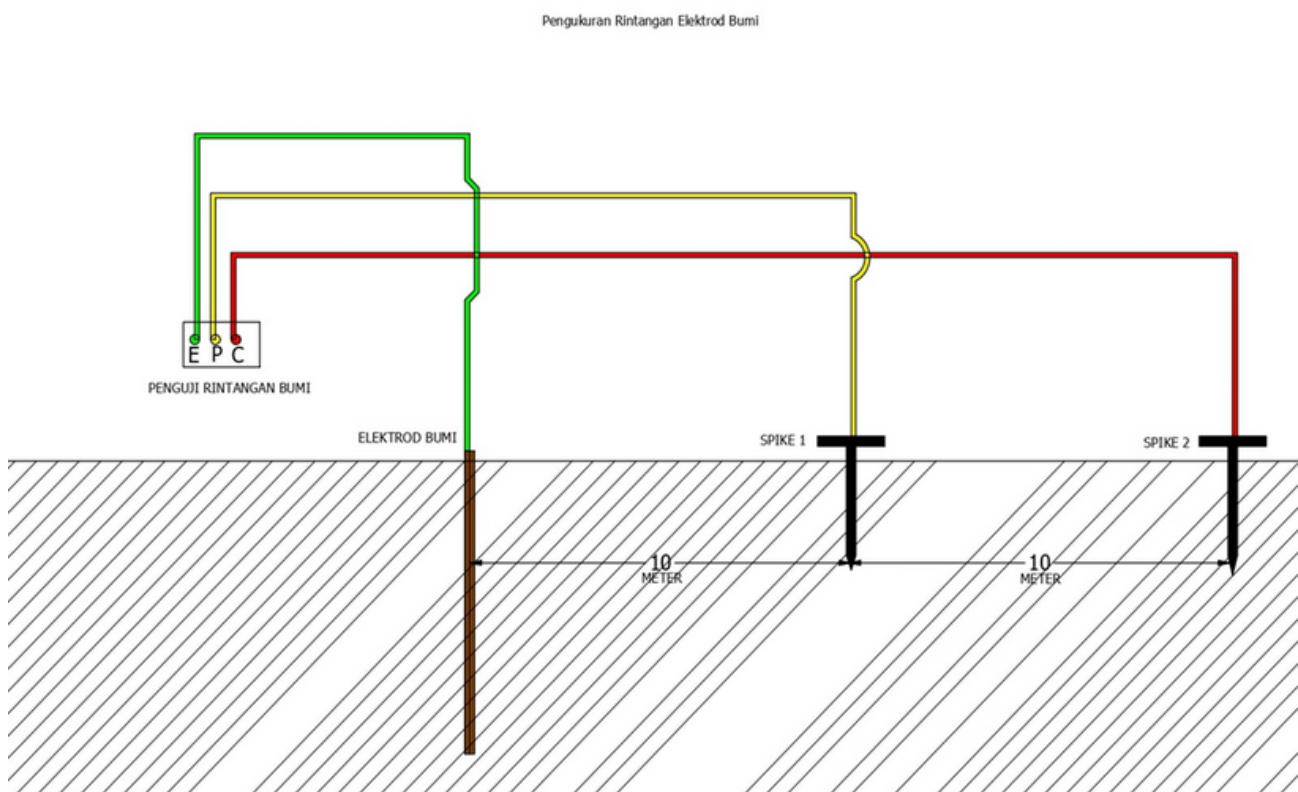 Pengukuran Rintangan Elektrod Bumi
E P C
PENGUJI RINTANGAN BUMI
ELEKTROD BUMI
SPIKE 1
SPIKE 2
10
METER
10
METER